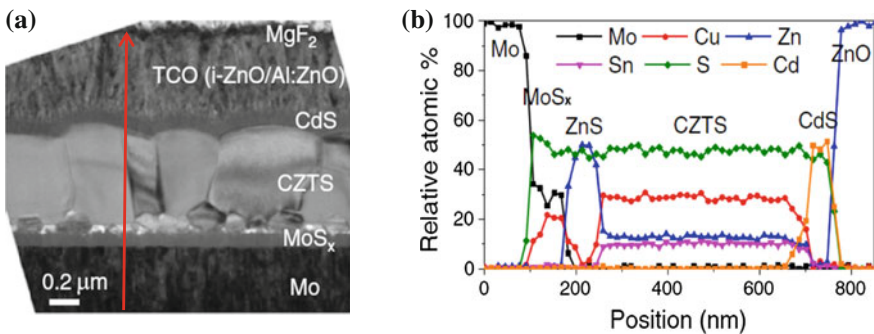 (a)
MgF₂
TCO (i-ZnO/Al:ZnO)
CdS
CZTS
MoSₓ
Mo
0.2 µm
(b)
100
80
60
40
20
0
Relative atomic %
Mo Cu Zn
Sn S Cd
Mo
ZnO
MoSₓ
ZnS
CZTS
CdS
0 200 400 600 800
Position (nm)